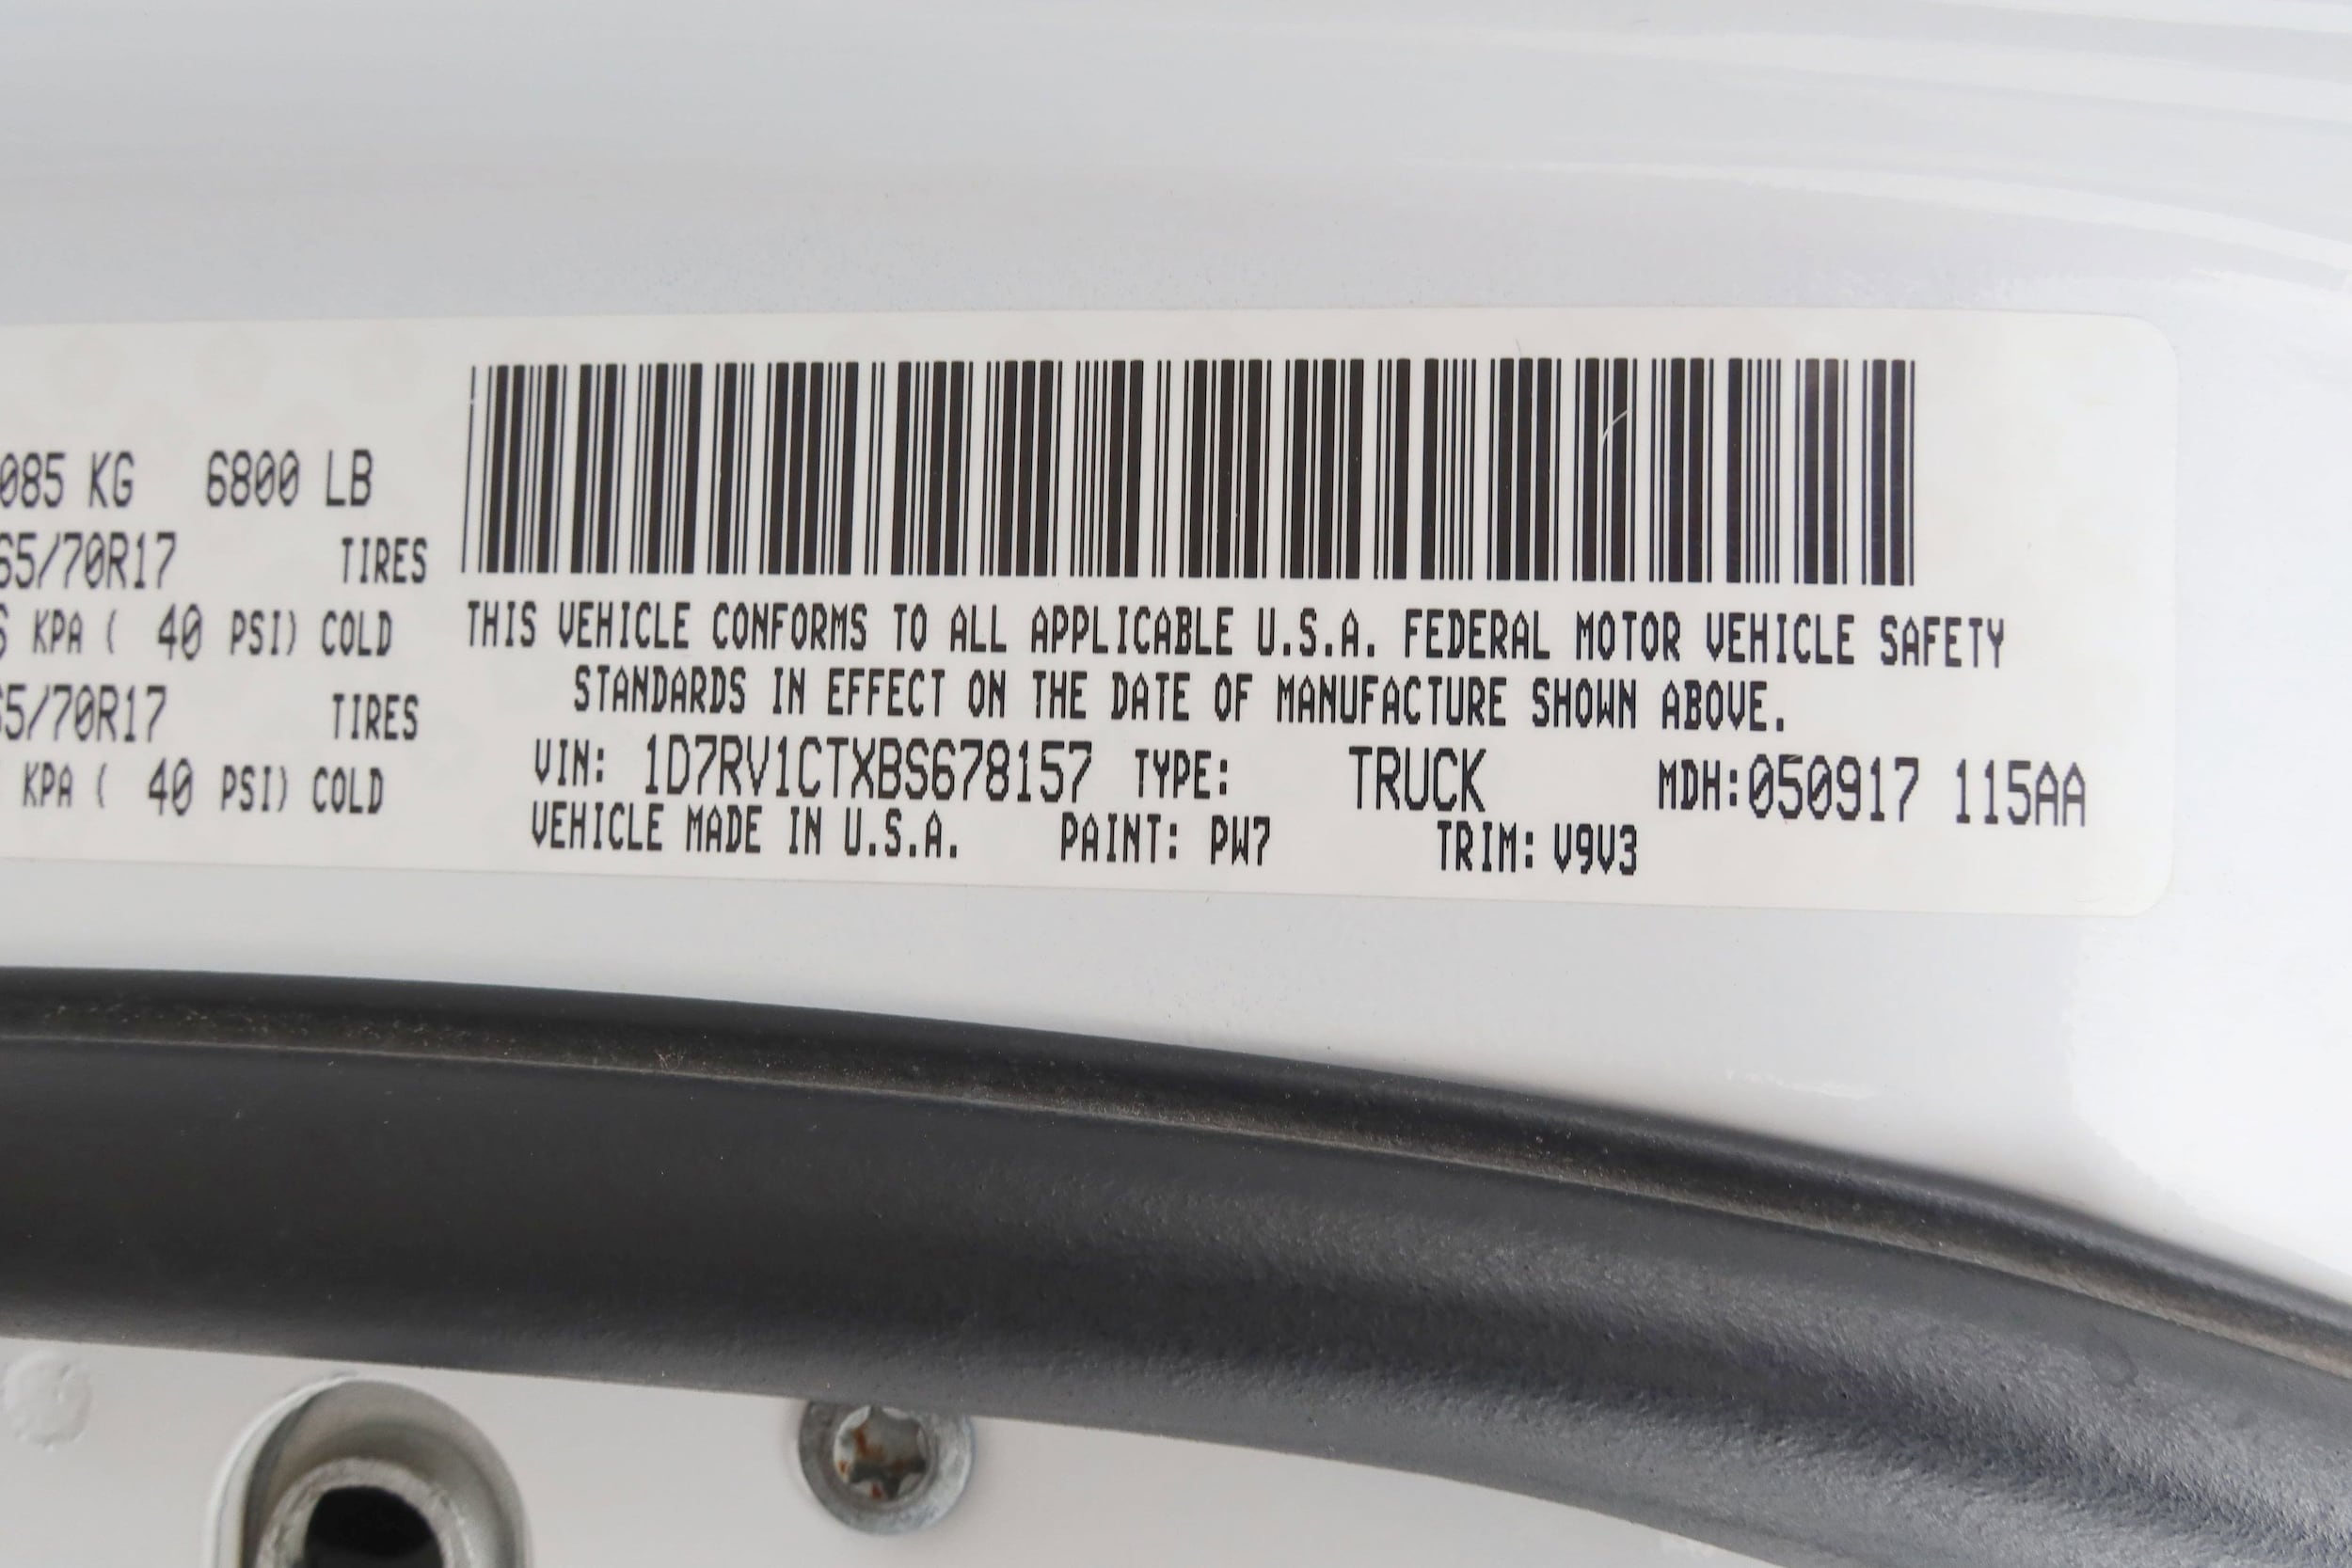 085 KG 6800 LB
65/70R17 TIRES
KPA ( 40 PSI) COLD
65/70R17 TIRES
KPA ( 40 PSI) COLD
THIS VEHICLE CONFORMS TO ALL APPLICABLE U.S.A. FEDERAL MOTOR VEHICLE SAFETY
STANDARDS IN EFFECT ON THE DATE OF MANUFACTURE SHOWN ABOVE.
VIN: 1D7RV1CTXBS678157 TYPE: TRUCK MDH:050917 115AA
VEHICLE MADE IN U.S.A. PAINT: PW7 TRIM: V9V3